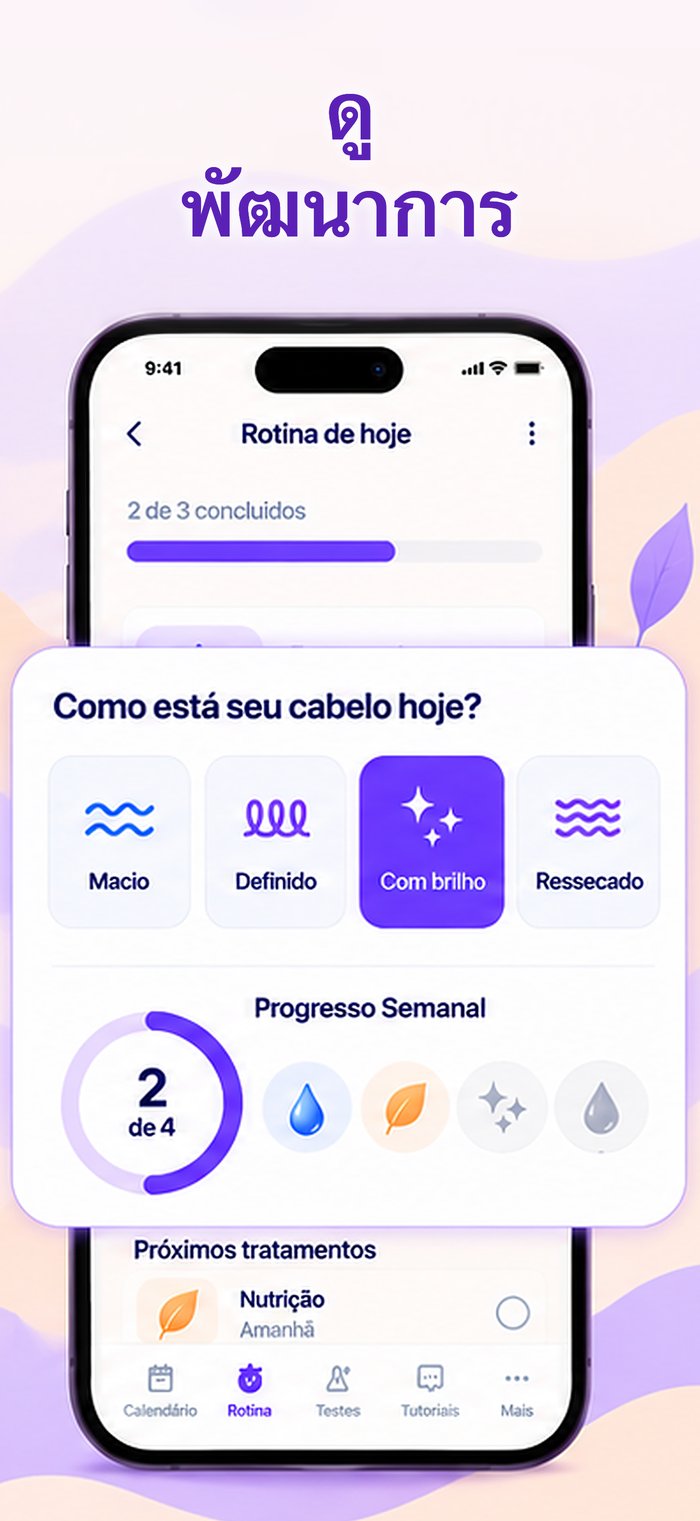 ดู
พัฒนาการ
9:41
Rotina de hoje
2 de 3 concluidos
Como está seu cabelo hoje?
Macio
Definido
Com brilho
Ressecado
Progresso Semanal
2
de 4
Próximos tratamentos
Nutrição
Amanhã
Calendário
Rotina
Testes
Tutoriais
Mais